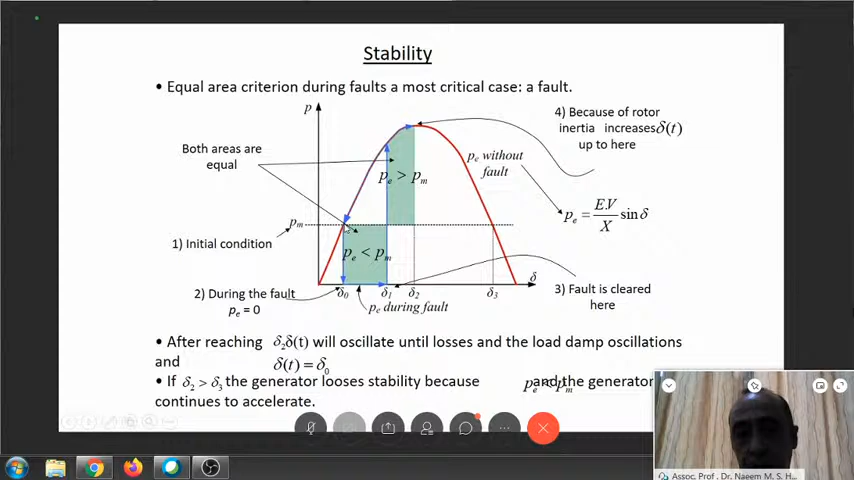 Stability
• Equal area criterion during faults a most critical case: a fault.
p
4) Because of rotor
inertia increases δ(t)
up to here
Both areas are
equal
pe without
fault
pe > pm
pe = E.V/X sinδ
pm
1) Initial condition
pe < pm
δ
2) During the fault
pe = 0
δ0
δ1
δ2
δ3
3) Fault is cleared
here
pe during fault
• After reaching δ2 δ(t) will oscillate until losses and the load damp oscillations
and δ(t) = δ0
• If δ2 > δ3 the generator looses stability because pe < pm and the generator
continues to accelerate.
Assoc. Prof. Dr. Naeem M. S. H...